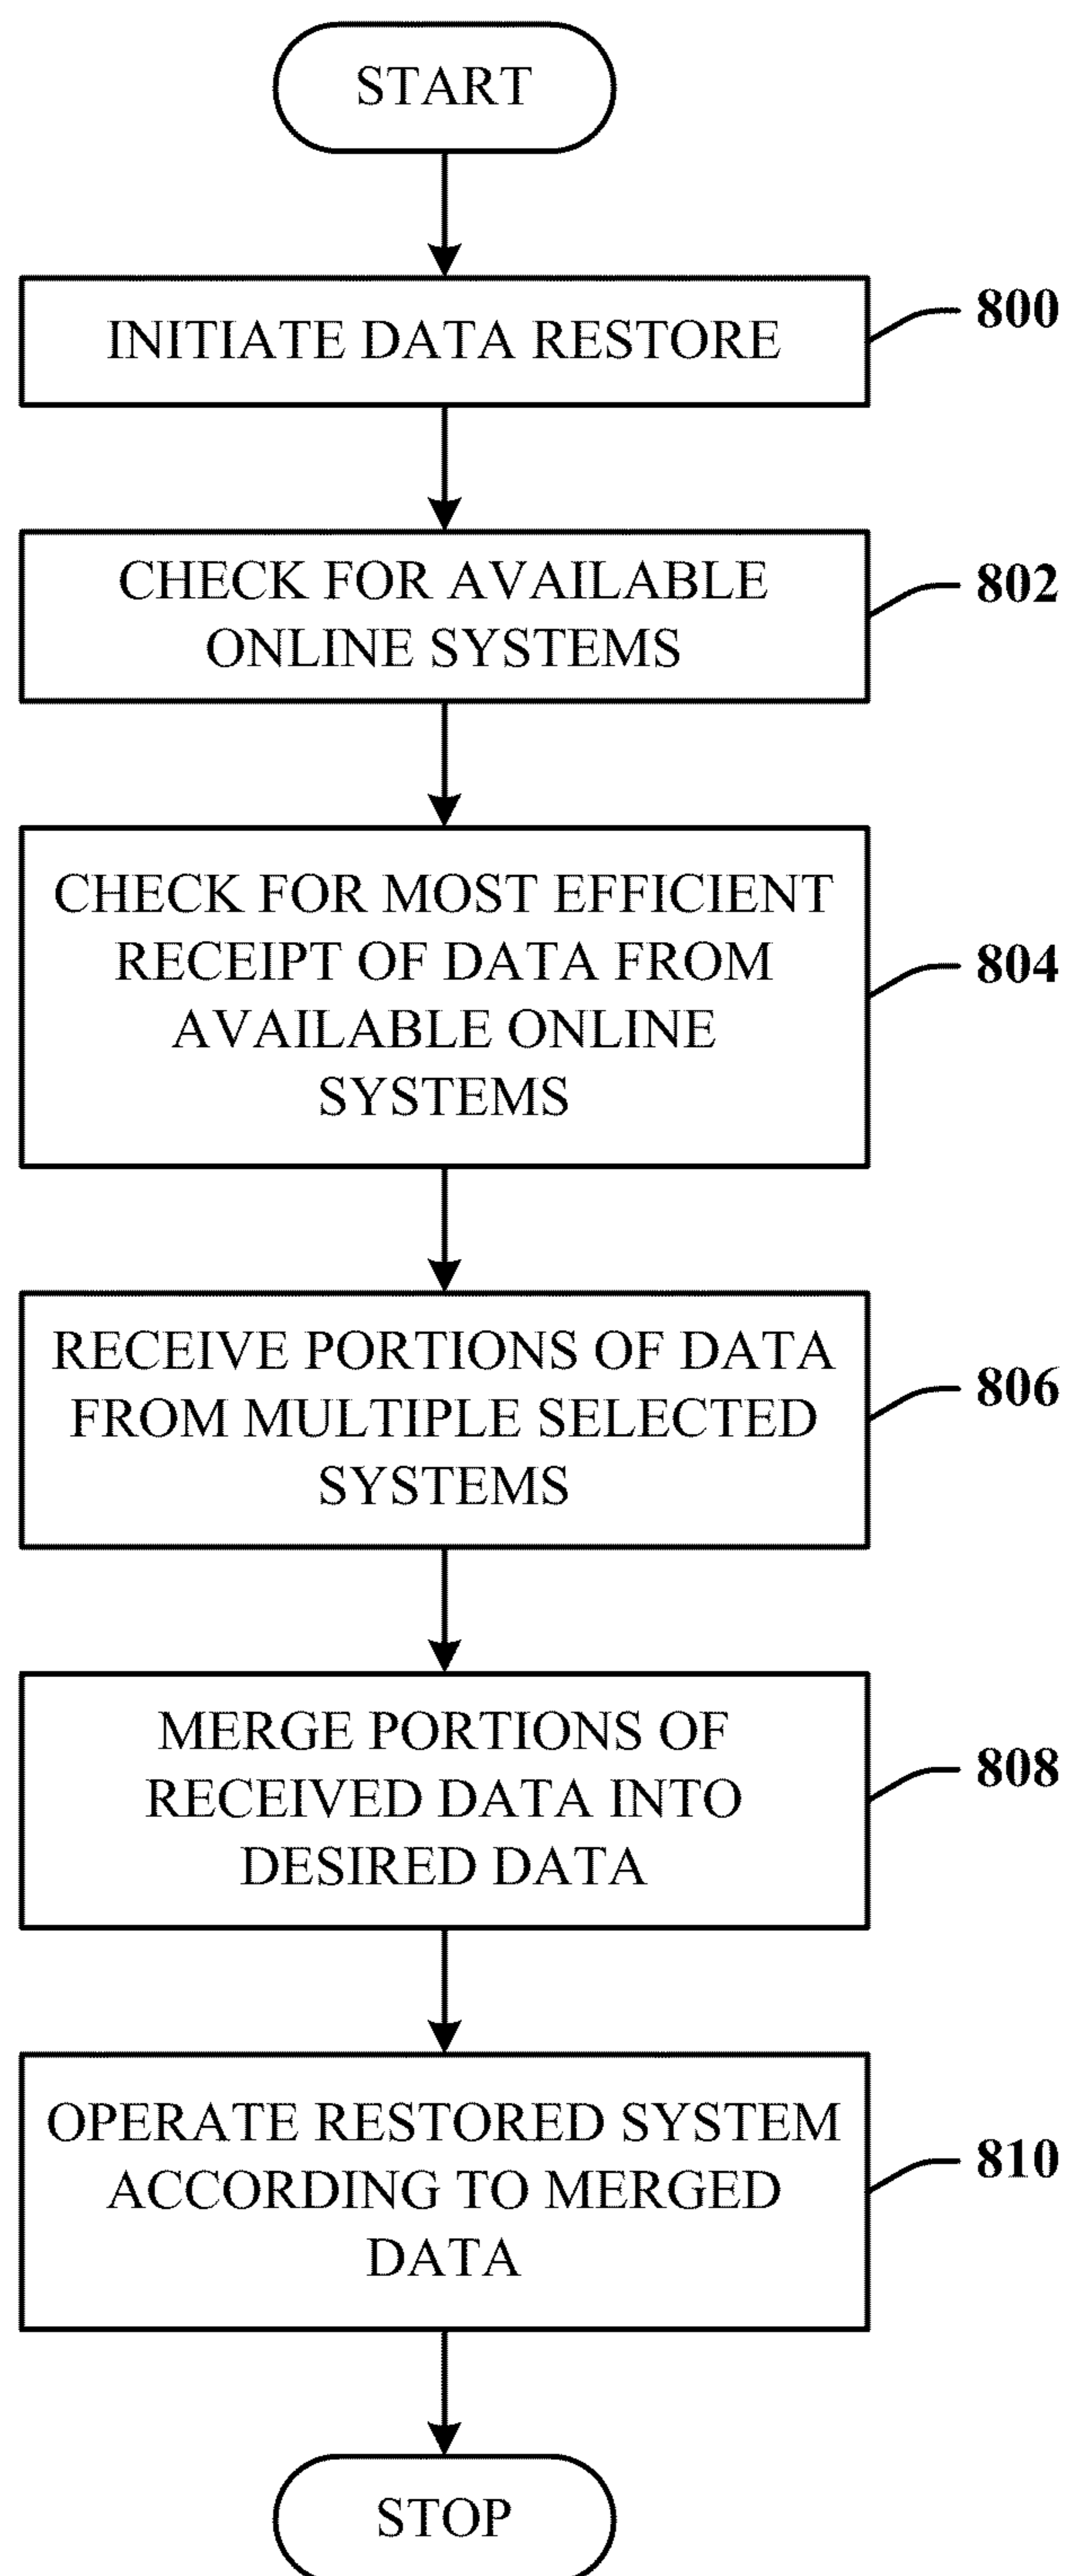 START
INITIATE DATA RESTORE
800
CHECK FOR AVAILABLE
ONLINE SYSTEMS
802
CHECK FOR MOST EFFICIENT
RECEIPT OF DATA FROM
AVAILABLE ONLINE
SYSTEMS
804
RECEIVE PORTIONS OF DATA
FROM MULTIPLE SELECTED
SYSTEMS
806
MERGE PORTIONS OF
RECEIVED DATA INTO
DESIRED DATA
808
OPERATE RESTORED SYSTEM
ACCORDING TO MERGED
DATA
810
STOP